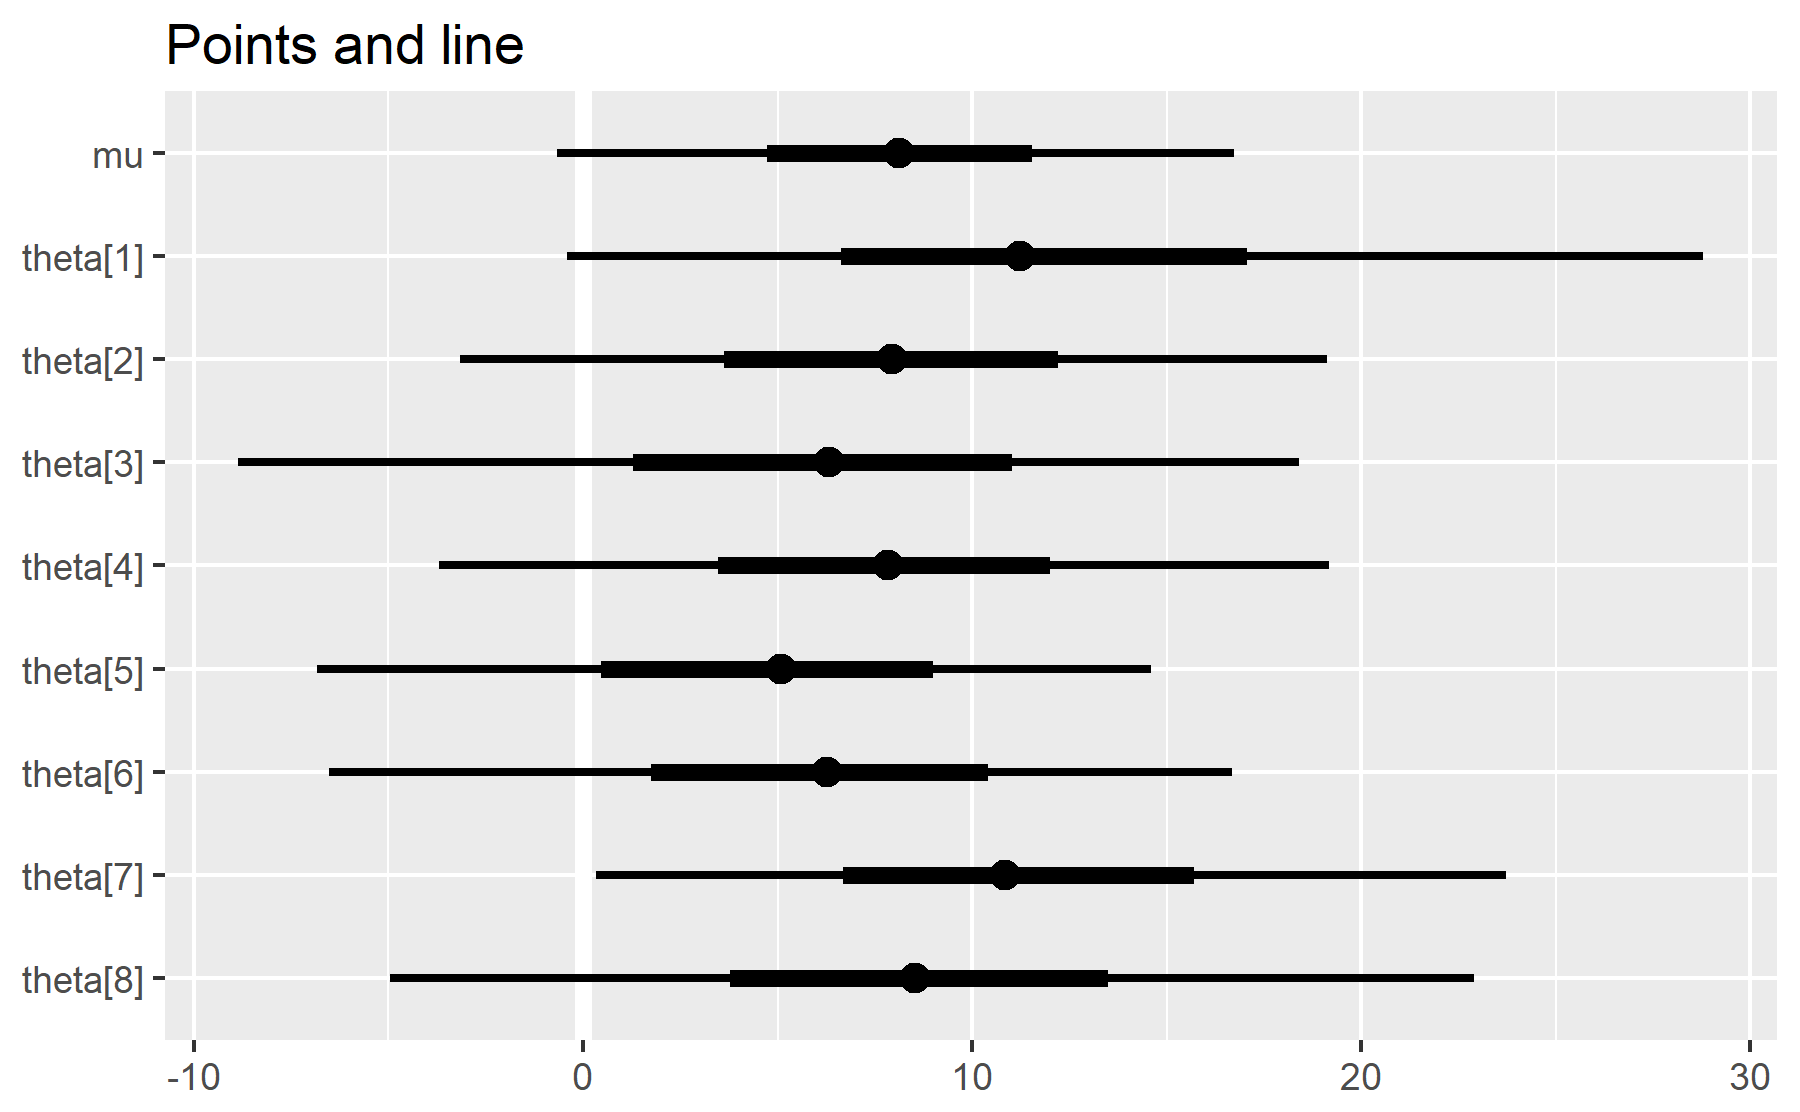 Points and line
mu
theta[1]
theta[2]
theta[3]
theta[4]
theta[5]
theta[6]
theta[7]
theta[8]
-10 0 10 20 30